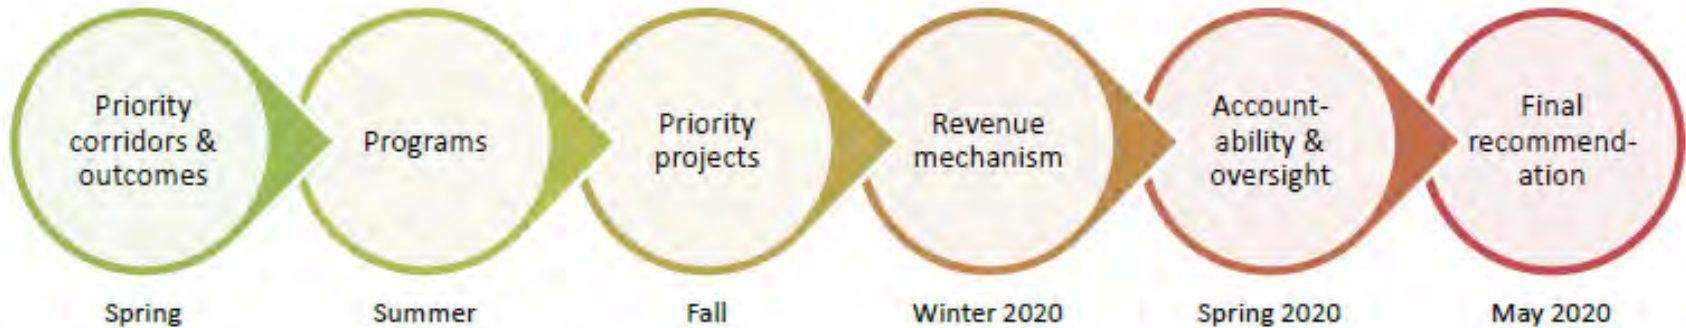 Priority
corridors &
outcomes
Programs
Priority
projects
Revenue
mechanism
Account-
ability &
oversight
Final
recommend-
ation
Spring
Summer
Fall
Winter 2020
Spring 2020
May 2020